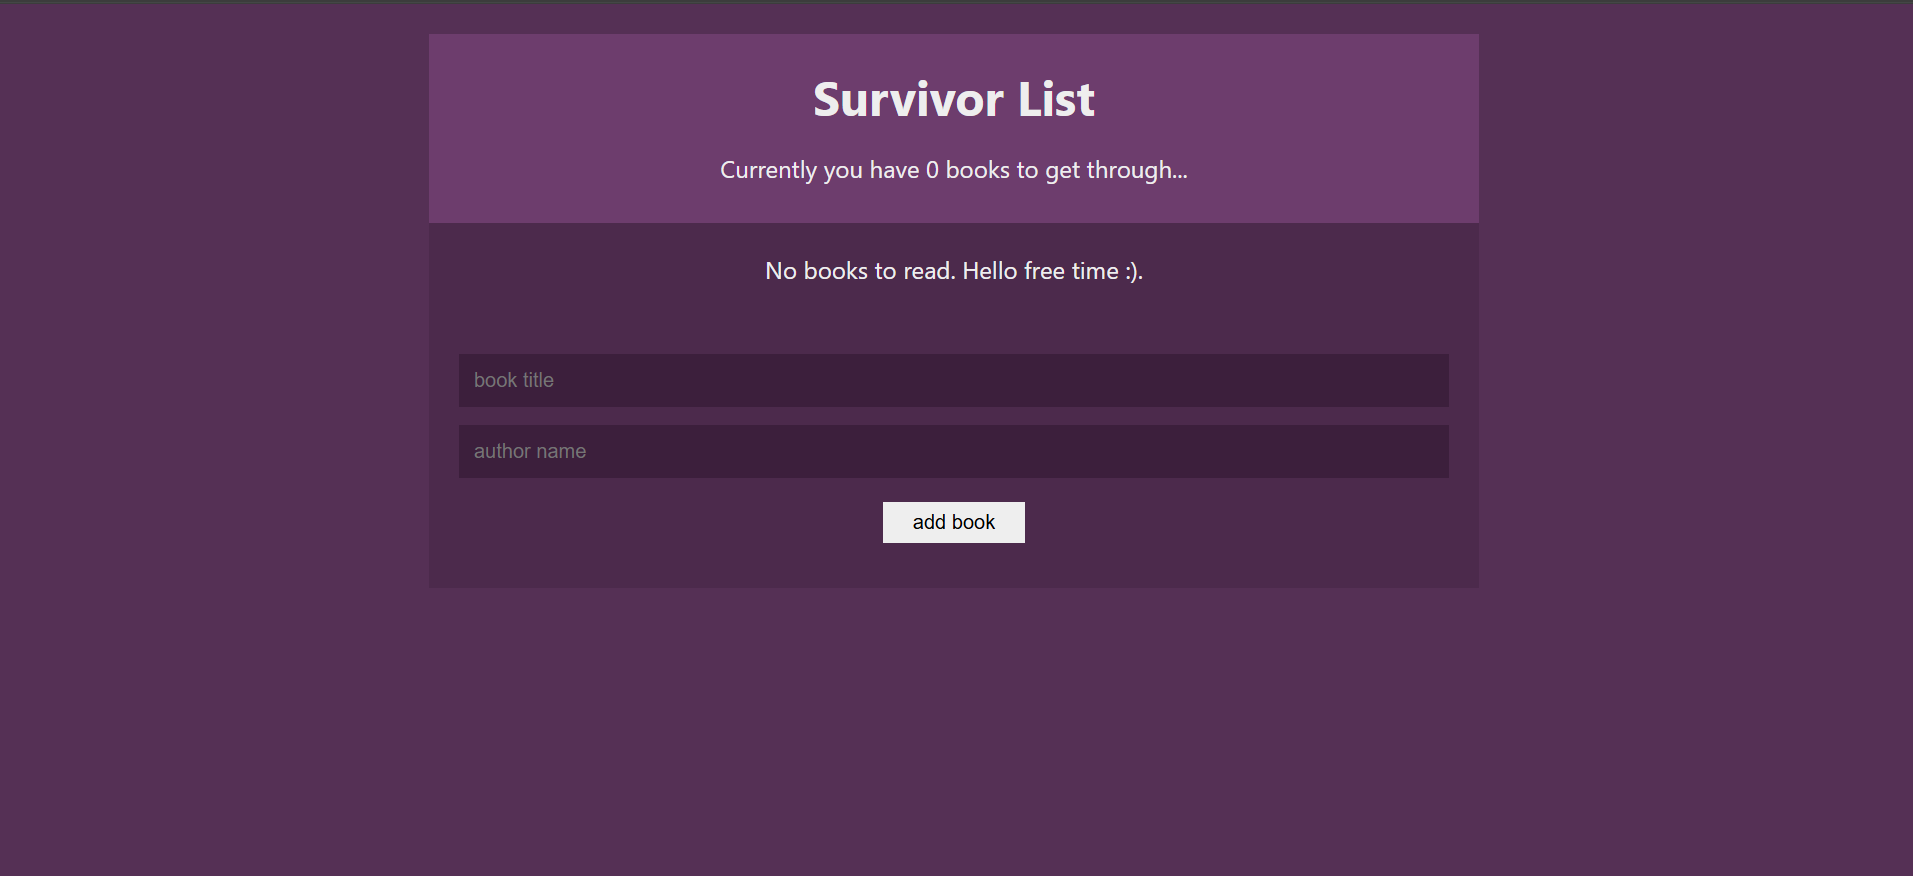 Survivor List
Currently you have 0 books to get through...
No books to read. Hello free time :).
book title
author name
add book